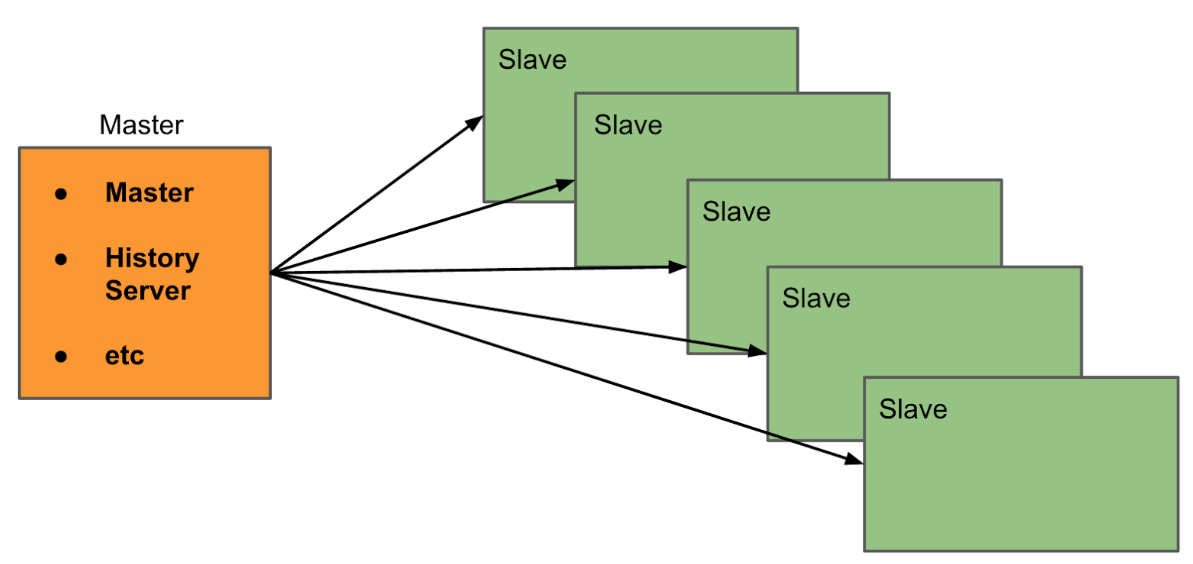 Master
● Master
● History
Server
● etc
Slave
Slave
Slave
Slave
Slave